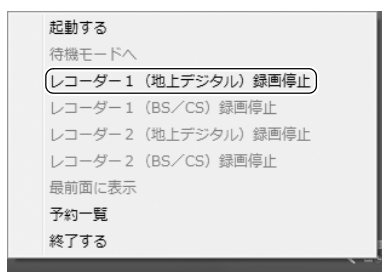 起動する
待機モードへ
レコーダー1（地上デジタル）録画停止
レコーダー1（BS／CS）録画停止
レコーダー2（地上デジタル）録画停止
レコーダー2（BS／CS）録画停止
最前面に表示
予約一覧
終了する